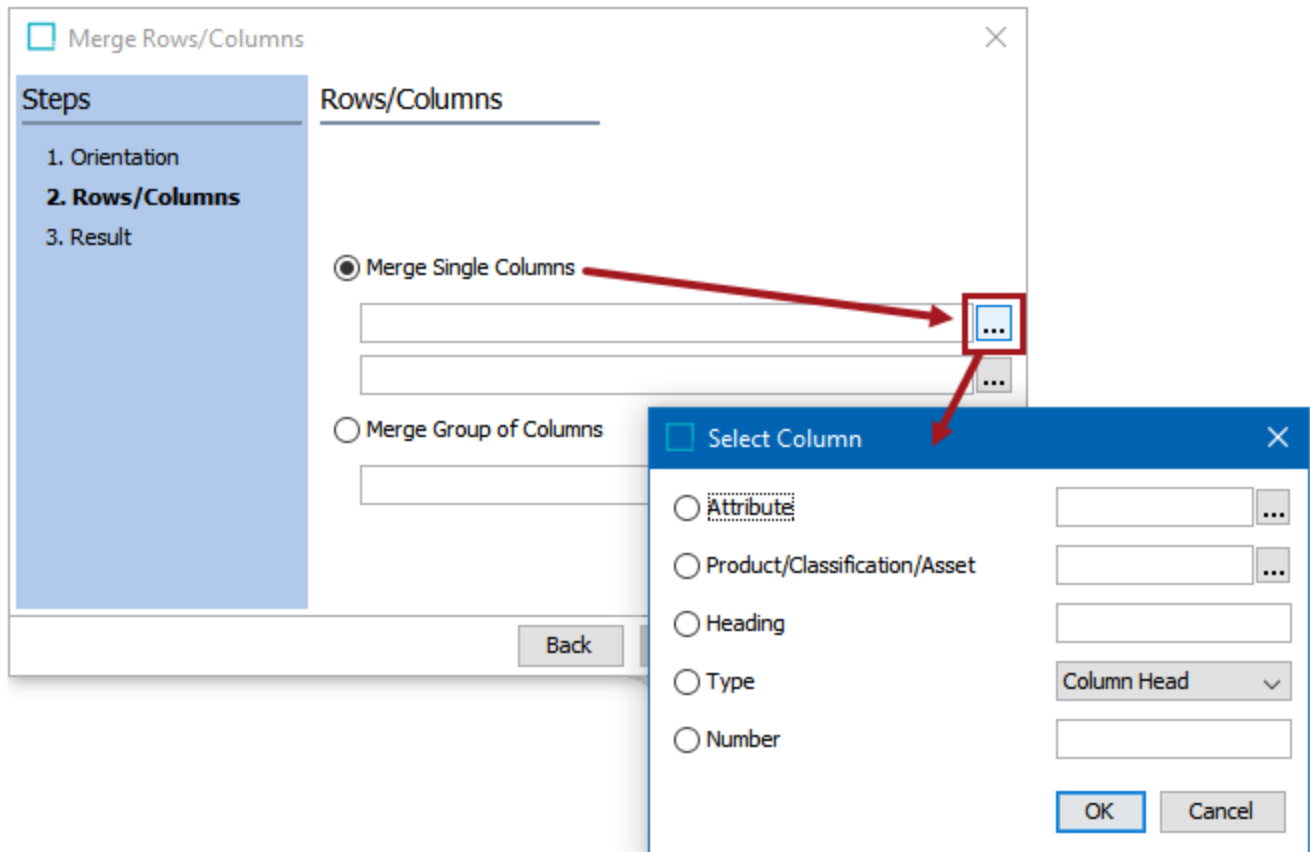 Merge Rows/Columns
Steps
1. Orientation
2. Rows/Columns
3. Result
Rows/Columns
Merge Single Columns
...
...
Merge Group of Columns
Back
Select Column
Attribute
...
Product/Classification/Asset
...
Heading
Type
Column Head
Number
OK
Cancel